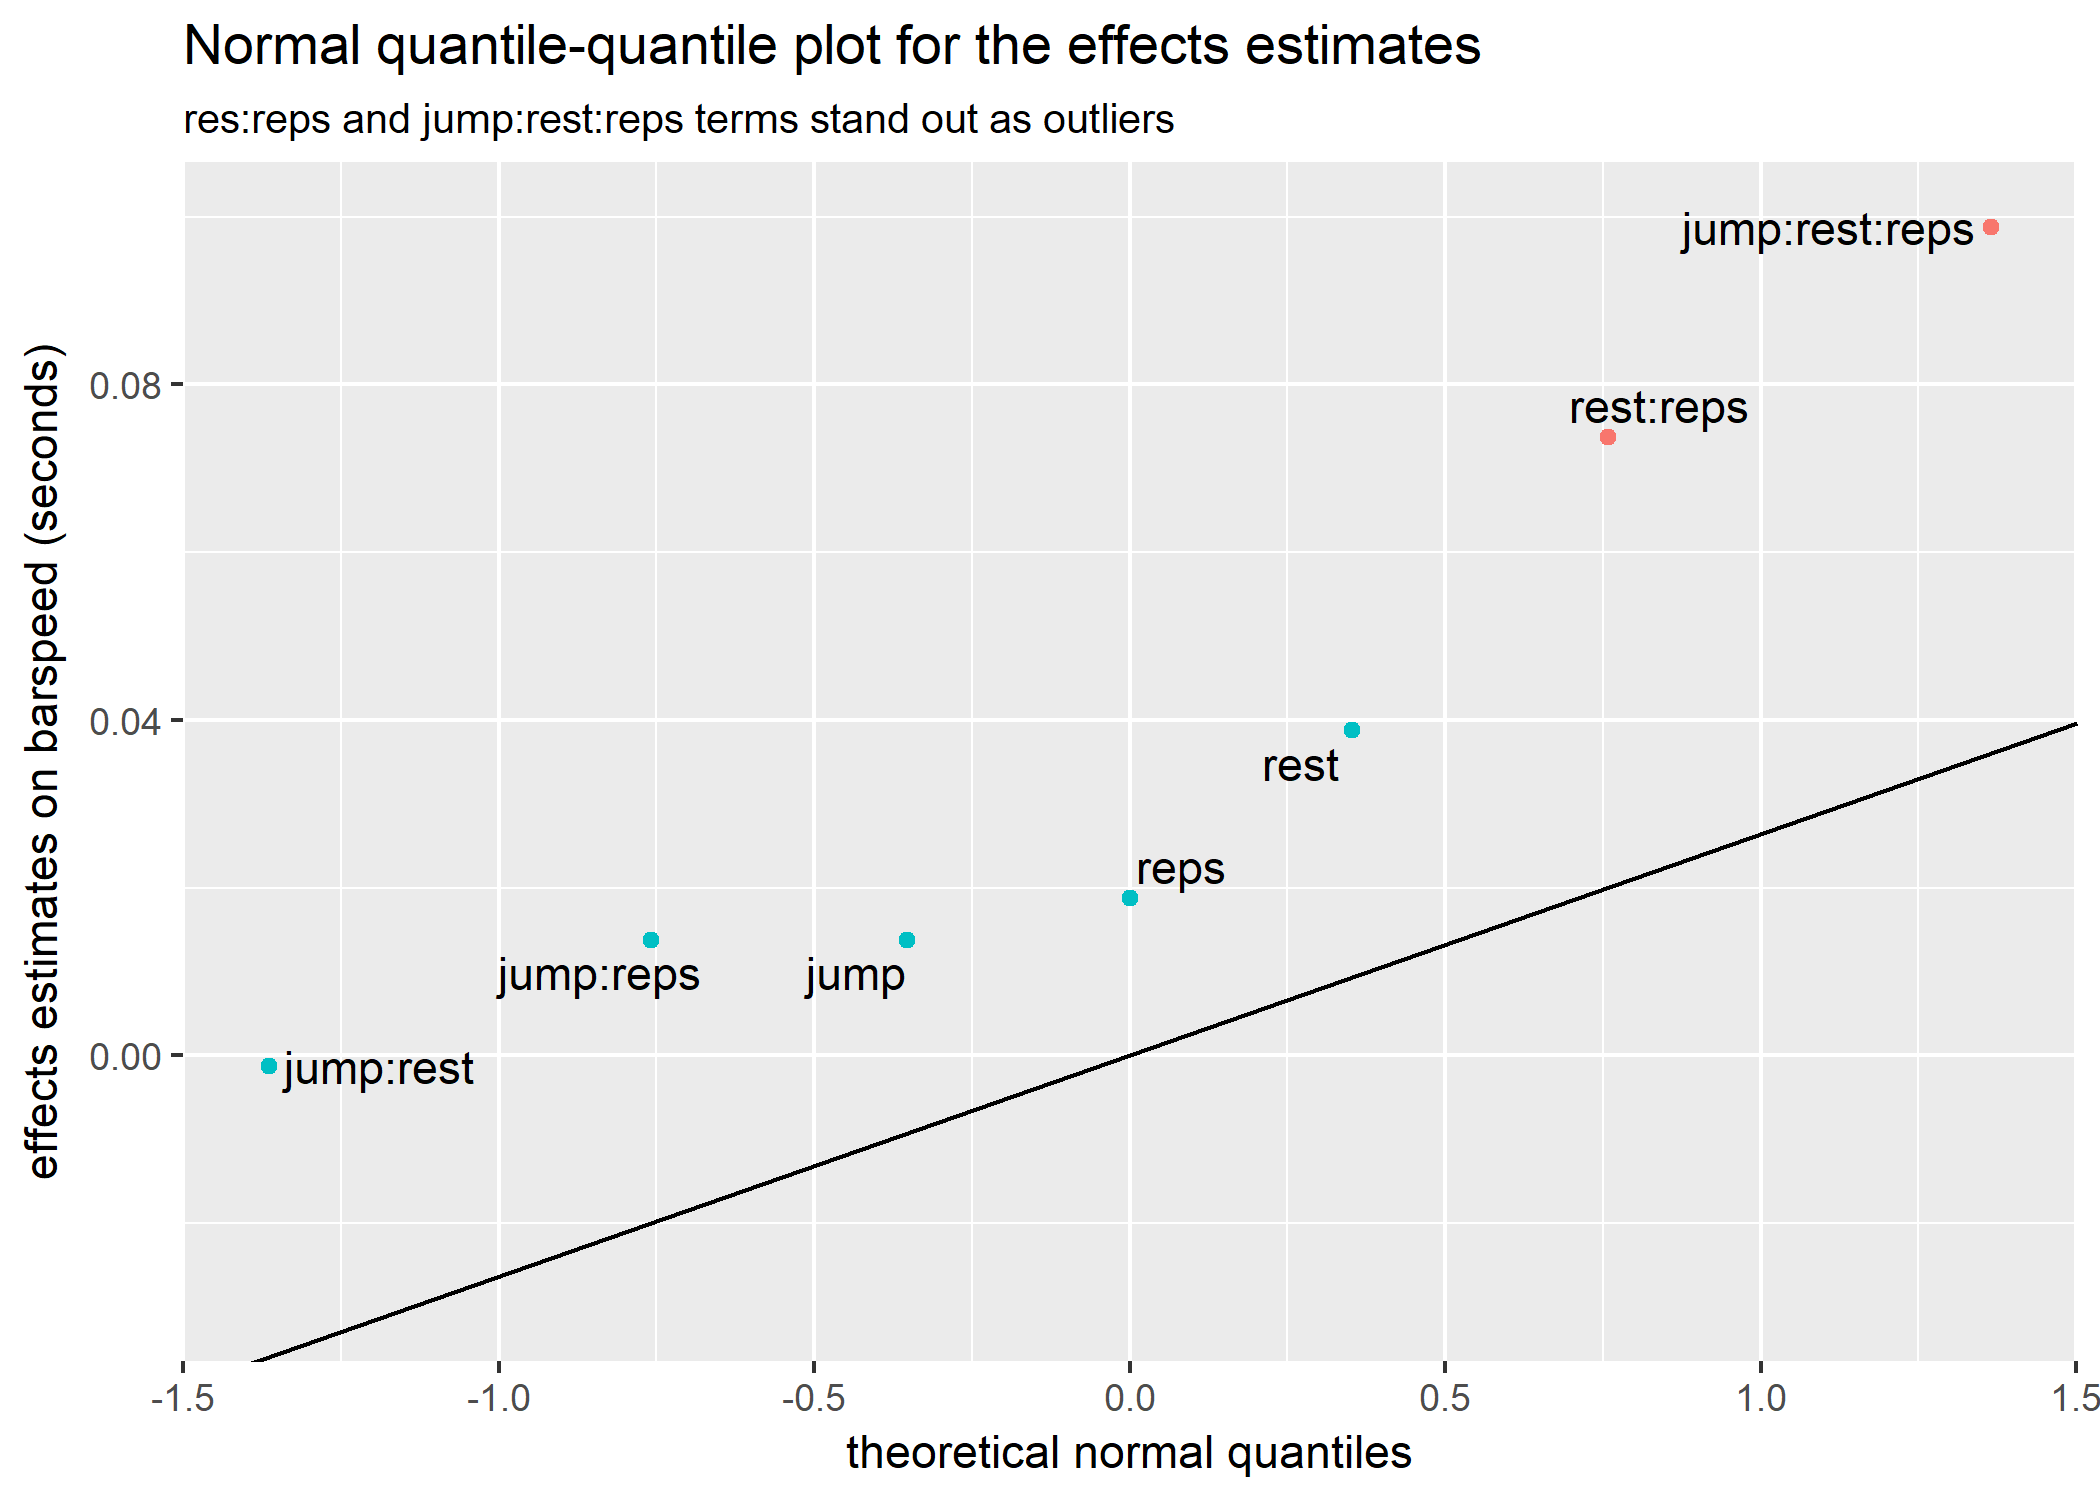 Normal quantile-quantile plot for the effects estimates
res:reps and jump:rest:reps terms stand out as outliers
jump:rest:reps
0.08
rest:reps
effects estimates on barspeed (seconds)
0.04
rest
reps
jump:reps
jump
0.00
jump:rest
-1.5
-1.0
-0.5
0.0
0.5
1.0
1.5
theoretical normal quantiles